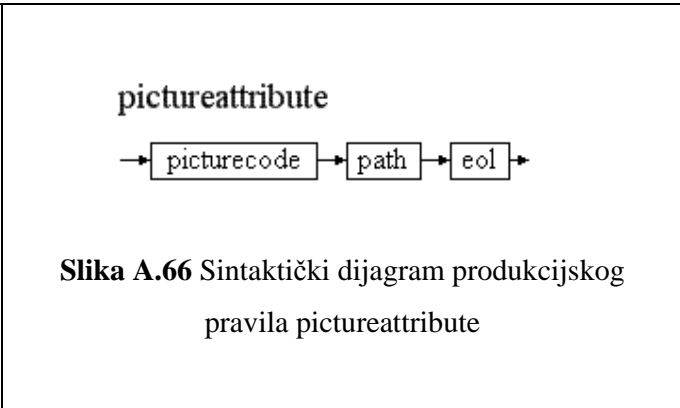 pictureattribute
picturecode path eol
Slika A.66 Sintaktički dijagram produkcijskog
pravila pictureattribute